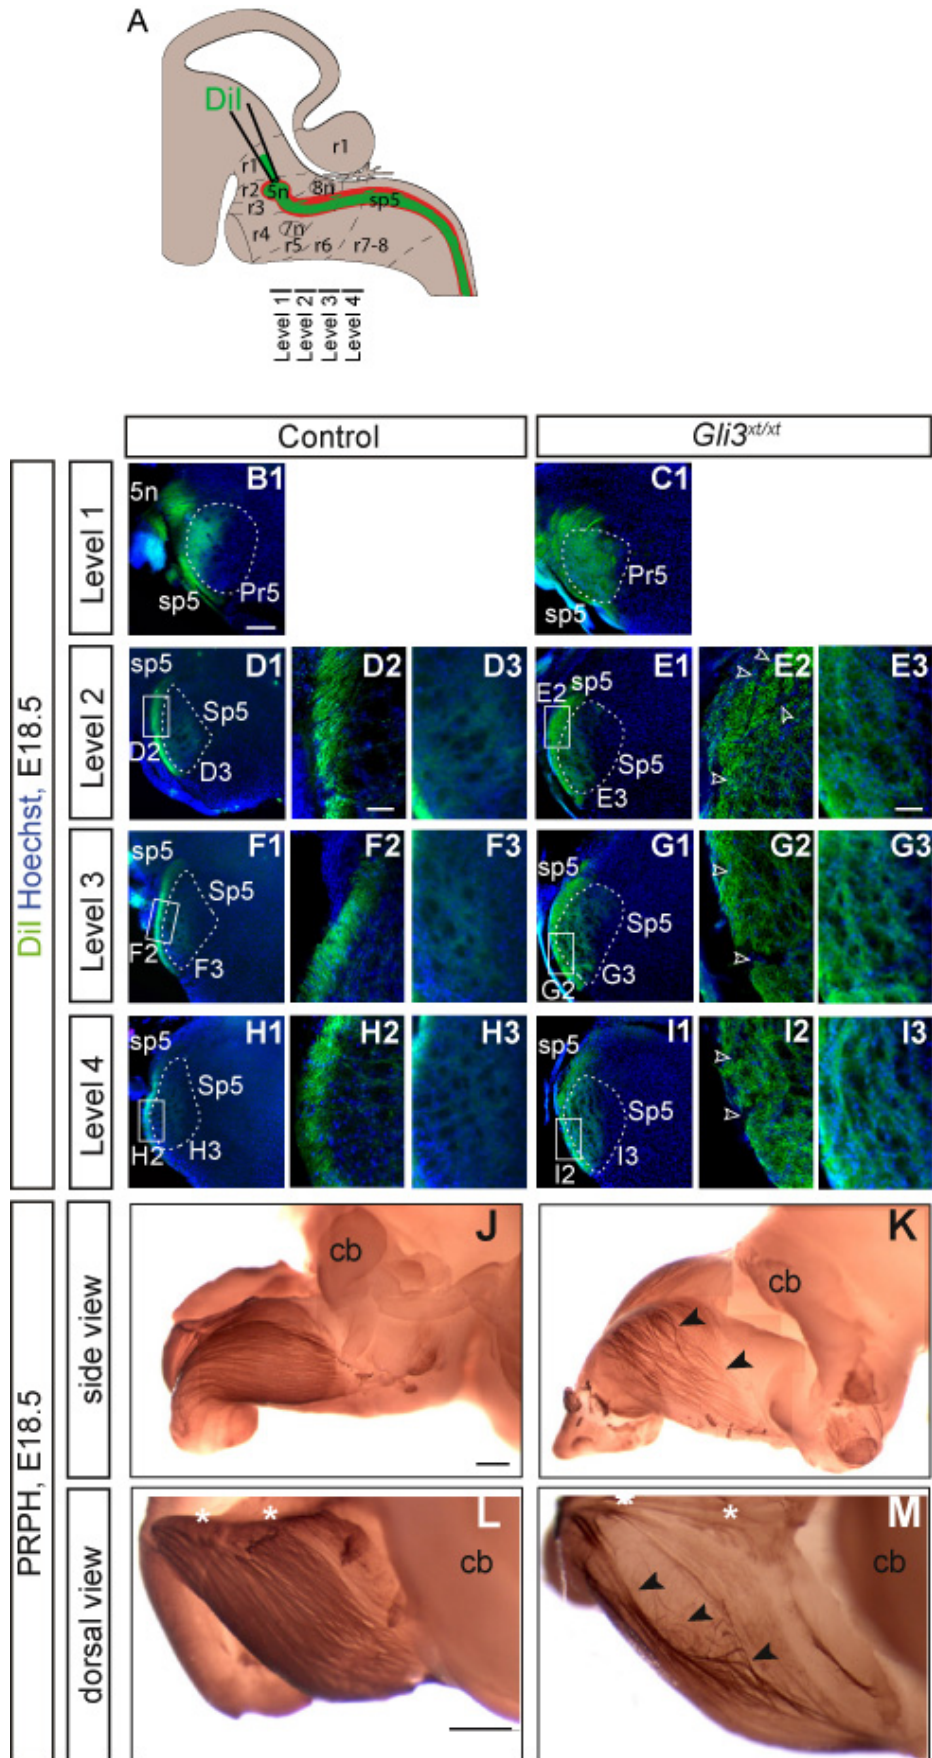 A
DiI
r1
r1
r2
5n
8n
r3
sp5
r4
7n
r5
r6
r7-8
Level 1
Level 2
Level 3
Level 4
Control
Gli3xt/xt
DiI Hoechst, E18.5
Level 1
B1
5n
Pr5
sp5
C1
Pr5
sp5
Level 2
sp5
D1
Sp5
D2
D3
D2
D3
E1
E2
sp5
Sp5
E3
E2
E3
Level 3
F1
sp5
Sp5
F2
F3
F2
F3
G1
sp5
Sp5
G2
G3
G2
G3
Level 4
H1
sp5
Sp5
H2
H3
H2
H3
I1
sp5
Sp5
I2
I3
I2
I3
PRPH, E18.5
side view
J
cb
K
cb
dorsal view
* *
L
cb
* *
M
cb